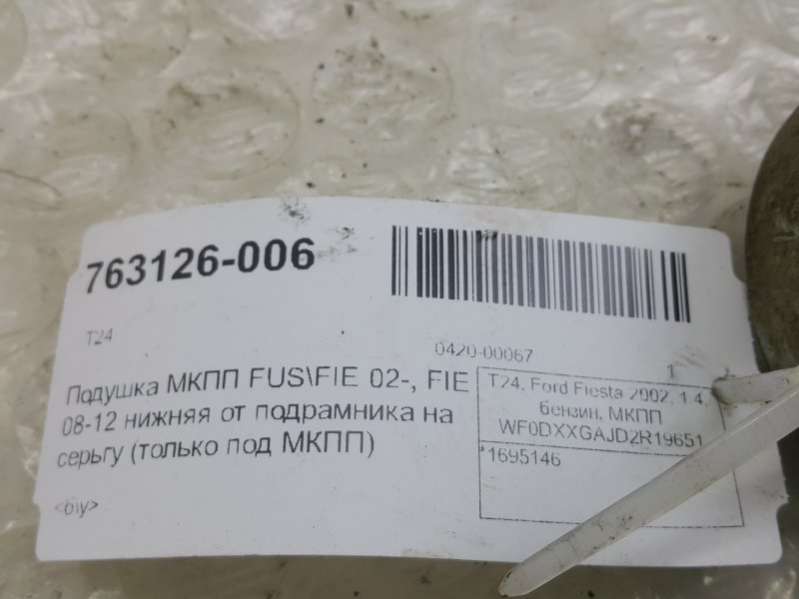 763126-006
T24
0420-00067
1
Подушка МКПП FUS\FIE 02-, FIE
08-12 нижняя от подрамника на
серьгу (только под МКПП)
<б/у>
T24, Ford Fiesta 2002, 1.4,
бензин, МКПП
WF0DXXGAJD2R19651
*1695146